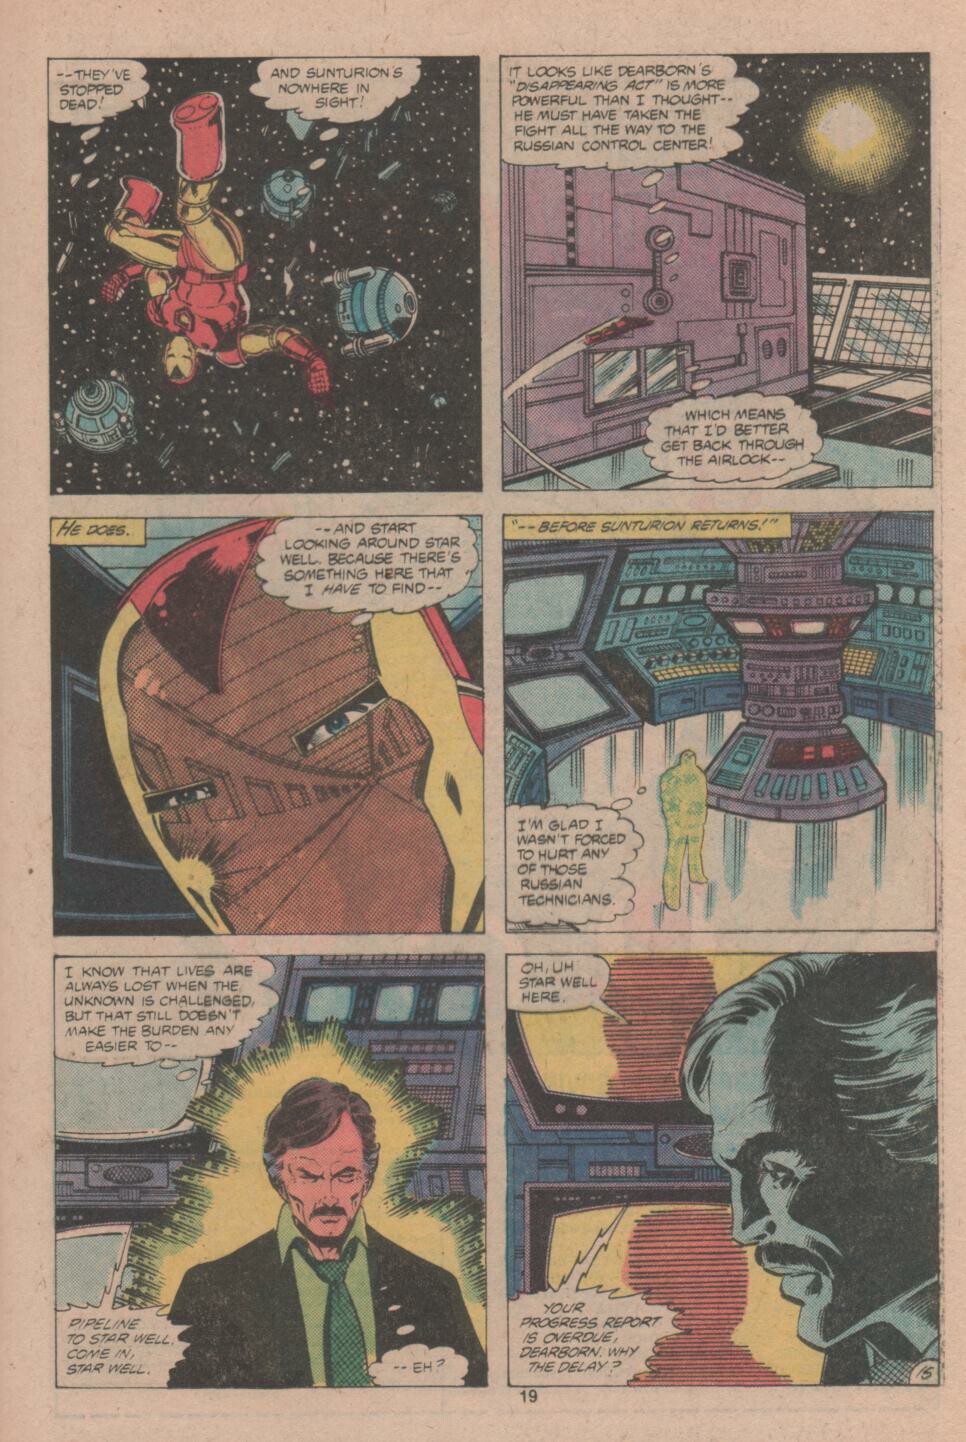 --THEY'VE
STOPPED
DEAD!
AND SUNTURION'S
NOWHERE IN
SIGHT!
IT LOOKS LIKE DEARBORN'S
"DISAPPEARING ACT" IS MORE
POWERFUL THAN I THOUGHT--
HE MUST HAVE TAKEN THE
FIGHT ALL THE WAY TO THE
RUSSIAN CONTROL CENTER!
WHICH MEANS
THAT I'D BETTER
GET BACK THROUGH
THE AIRLOCK--
HE DOES.
--AND START
LOOKING AROUND STAR
WELL. BECAUSE THERE'S
SOMETHING HERE THAT
I HAVE TO FIND--
"--BEFORE SUNTURION RETURNS!"
I'M GLAD I
WASN'T FORCED
TO HURT ANY
OF THOSE
RUSSIAN
TECHNICIANS.
I KNOW THAT LIVES ARE
ALWAYS LOST WHEN THE
UNKNOWN IS CHALLENGED,
BUT THAT STILL DOESN'T
MAKE THE BURDEN ANY
EASIER TO--
PIPELINE
TO STAR WELL.
COME IN,
STAR WELL.
--EH?
OH, UH
STAR WELL
HERE.
YOUR
PROGRESS REPORT
IS OVERDUE,
DEARBORN. WHY
THE DELAY?
15
19